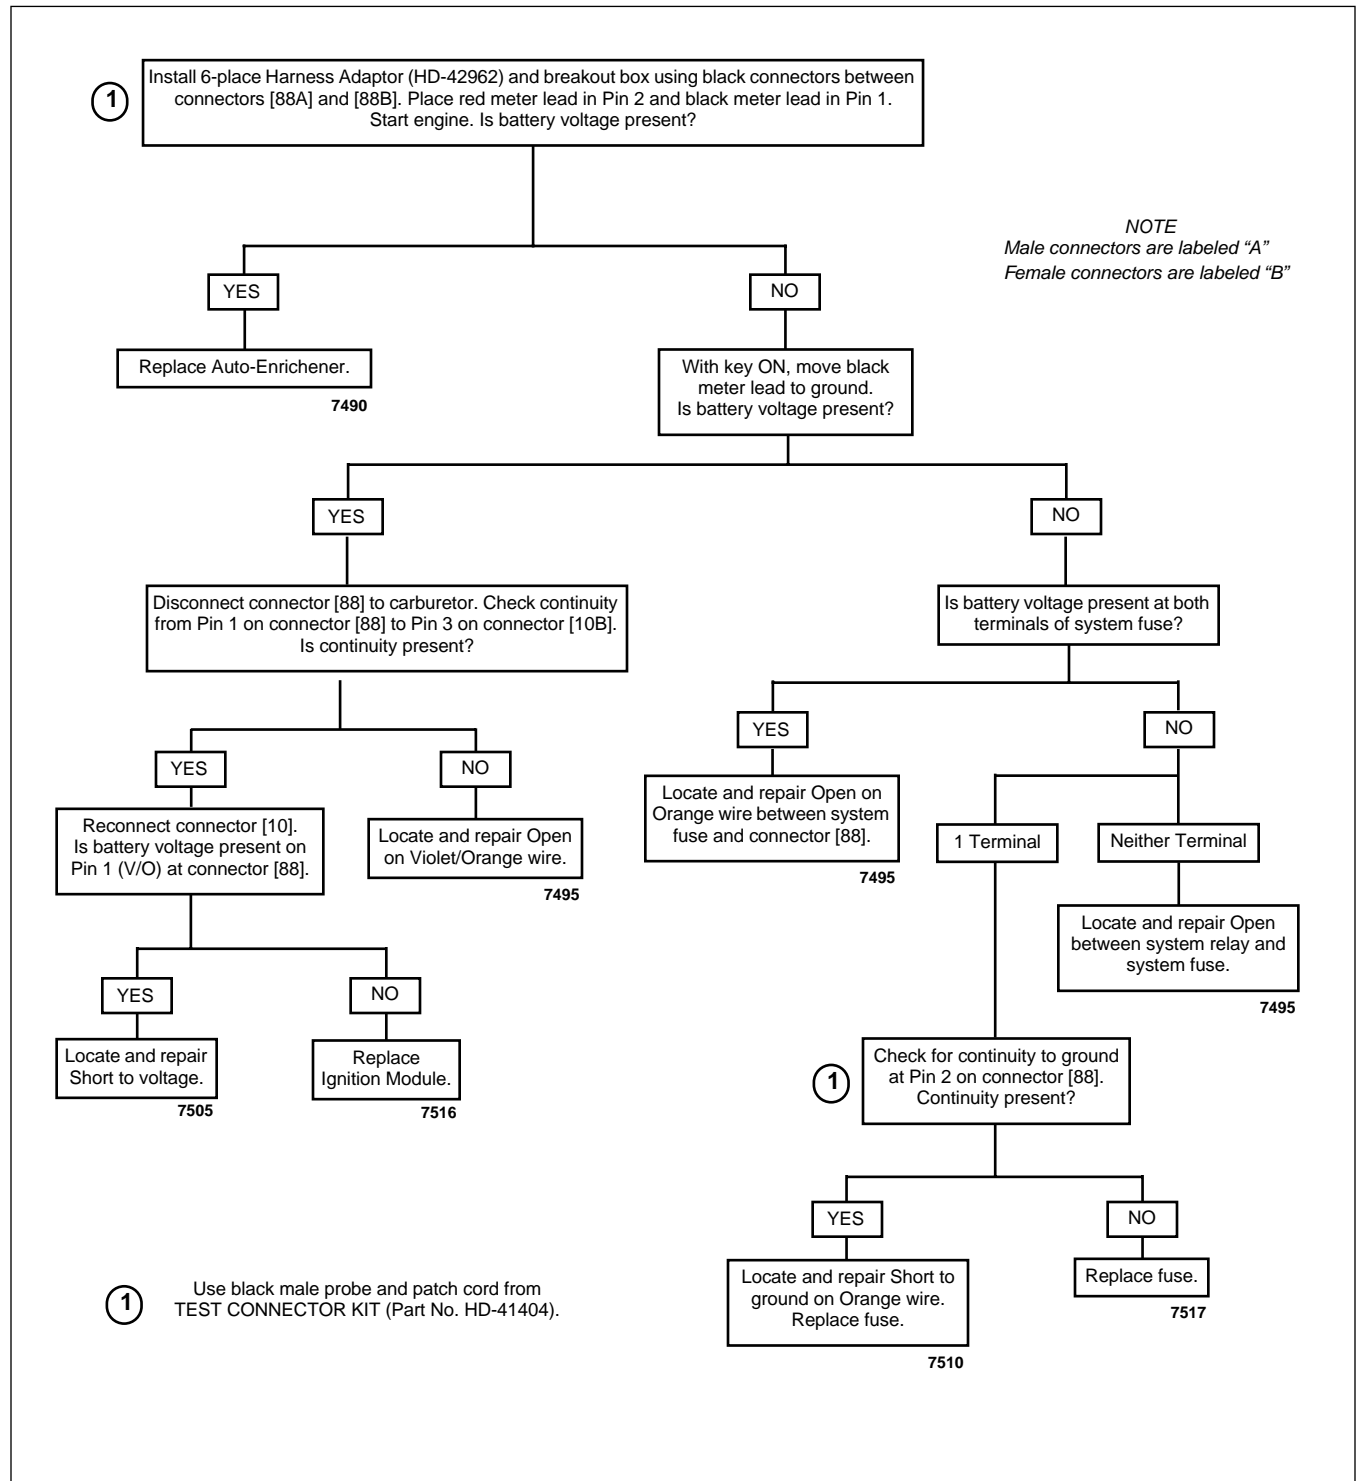 1
Install 6-place Harness Adaptor (HD-42962) and breakout box using black connectors between
connectors [88A] and [88B]. Place red meter lead in Pin 2 and black meter lead in Pin 1.
Start engine. Is battery voltage present?
NOTE
Male connectors are labeled “A”
Female connectors are labeled “B”
YES
NO
Replace Auto-Enrichener.
7490
With key ON, move black
meter lead to ground.
Is battery voltage present?
YES
NO
Disconnect connector [88] to carburetor. Check continuity
from Pin 1 on connector [88] to Pin 3 on connector [10B].
Is continuity present?
Is battery voltage present at both
terminals of system fuse?
YES
NO
YES
NO
Reconnect connector [10].
Is battery voltage present on
Pin 1 (V/O) at connector [88].
Locate and repair Open
on Violet/Orange wire.
7495
Locate and repair Open on
Orange wire between system
fuse and connector [88].
7495
1 Terminal
Neither Terminal
Locate and repair Open
between system relay and
system fuse.
7495
YES
NO
Locate and repair
Short to voltage.
7505
Replace
Ignition Module.
7516
1
Check for continuity to ground
at Pin 2 on connector [88].
Continuity present?
YES
NO
Locate and repair Short to
ground on Orange wire.
Replace fuse.
7510
Replace fuse.
7517
1
Use black male probe and patch cord from
TEST CONNECTOR KIT (Part No. HD-41404).